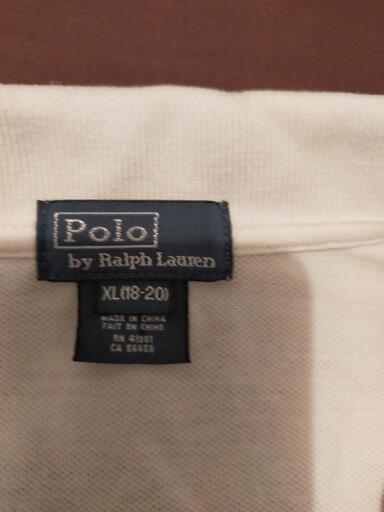 Polo
by Ralph Lauren
XL(18-20)
MADE IN CHINA
FAIT EN CHINE
RN 41381
CA 56658